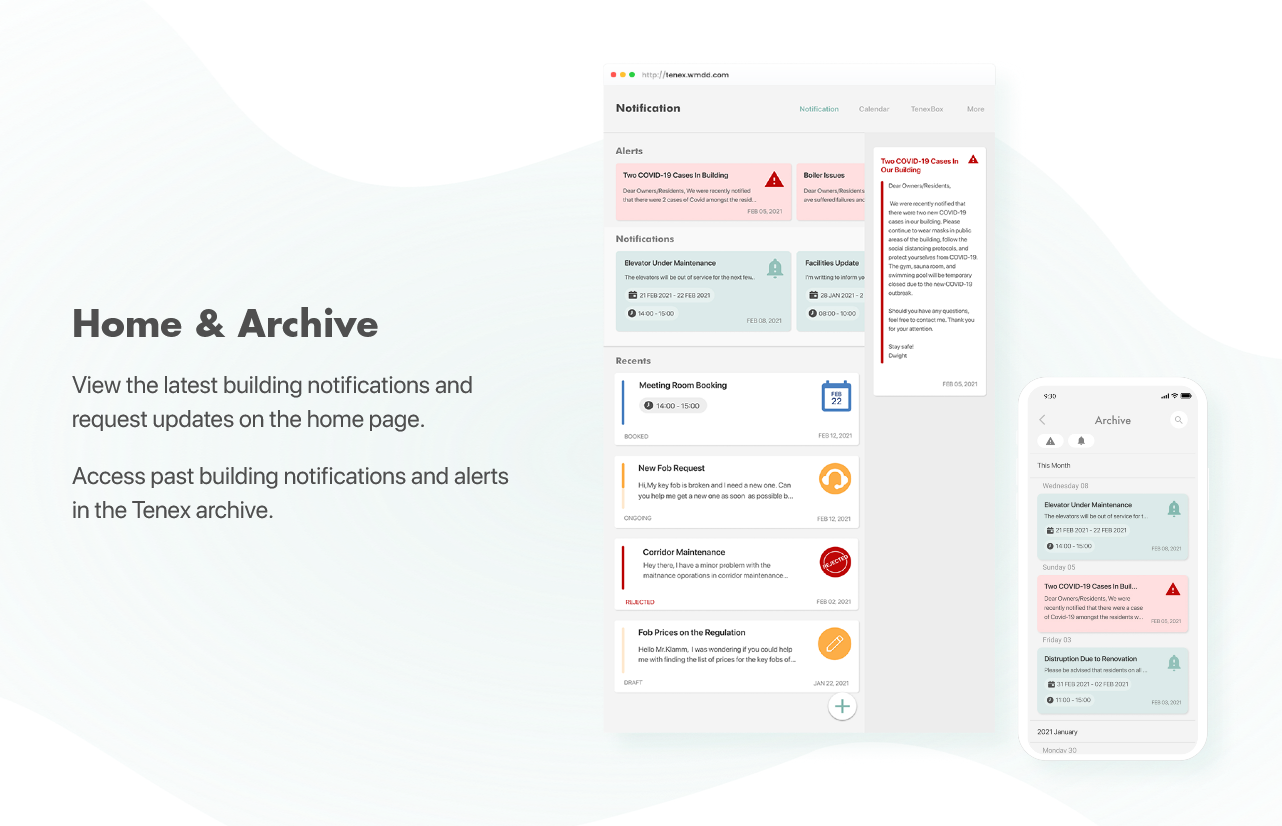 Home & Archive
View the latest building notifications and
request updates on the home page.
Access past building notifications and alerts
in the Tenex archive.
http://tenex.wmdd.com
Notification
Notification
Calendar
TenexBox
More
Alerts
Two COVID-19 Cases In Building
Dear Owners/Residents, We were recently notified
that there were 2 cases of Covid amongst the resid...
FEB 05, 2021
Boiler Issues
Dear Owners/Residents
ave sufferedfailures and
Notifications
Elevator Under Maintenance
The elevators will be out of service for the next few..
21 FEB 2021 - 22 FEB 2021
14:00 - 15:00
FEB 08, 2021
Facilities Update
I'm writting to inform yo
28 JAN 2021 - 2
08:00 - 10:00
Recents
Meeting Room Booking
14:00 - 15:00
FEB
22
BOOKED
FEB 12, 2021
New Fob Request
Hi,My key fob is broken and I need a new one. Can
you help me get a new one as soon as possible b...
ONGOING
FEB 12, 2021
Corridor Maintenance
Hey there, I have a minor problem with the
maitnance operations in corridor maintenance...
REJECTED
REJECTED
FEB 02, 2021
Fob Prices on the Regulation
Hello Mr.Klamm, I was wondering if you could help
me with finding the list of prices for the key fobs of...
DRAFT
JAN 22, 2021
Two COVID-19 Cases In
Our Building
Dear Owners/Residents,
We were recently notified that
there were two new COVID-19
cases in our building. Please
continue to wear masks in public
areas of the building, follow the
social distancing protocols, and
protect yourselves from COVID-19.
The gym, sauna room, and
swimming pool will be temporary
closed due to the new COVID-19
outbreak.
Should you have any questions,
feel free to contact me. Thank you
for your attention.
Stay safe!
Dwight
FEB 05, 2021
9:30
Archive
This Month
Wednesday 08
Elevator Under Maintenance
The elevators will be out of service for t...
21 FEB 2021 - 22 FEB 2021
14:00 - 15:00
FEB 08, 2021
Sunday 05
Two COVID-19 Cases In Buil...
Dear Owners/Residents, We were
recently notified that there were a case
of Covid-19 amongst the residents w...
FEB 05, 2021
Friday 03
Distruption Due to Renovation
Please be advised that residents on all ...
31 FEB 2021 - 02 FEB 2021
11:00 - 15:00
FEB 03, 2021
2021 January
Monday 30